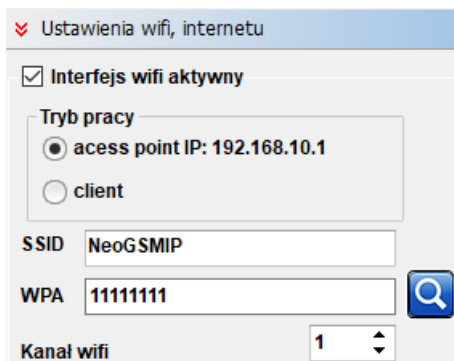 Ustawienia wifi, internetu
Interfejs wifi aktywny
Tryb pracy
acess point IP: 192.168.10.1
client
SSID NeoGSMIP
WPA 11111111
Kanał wifi 1